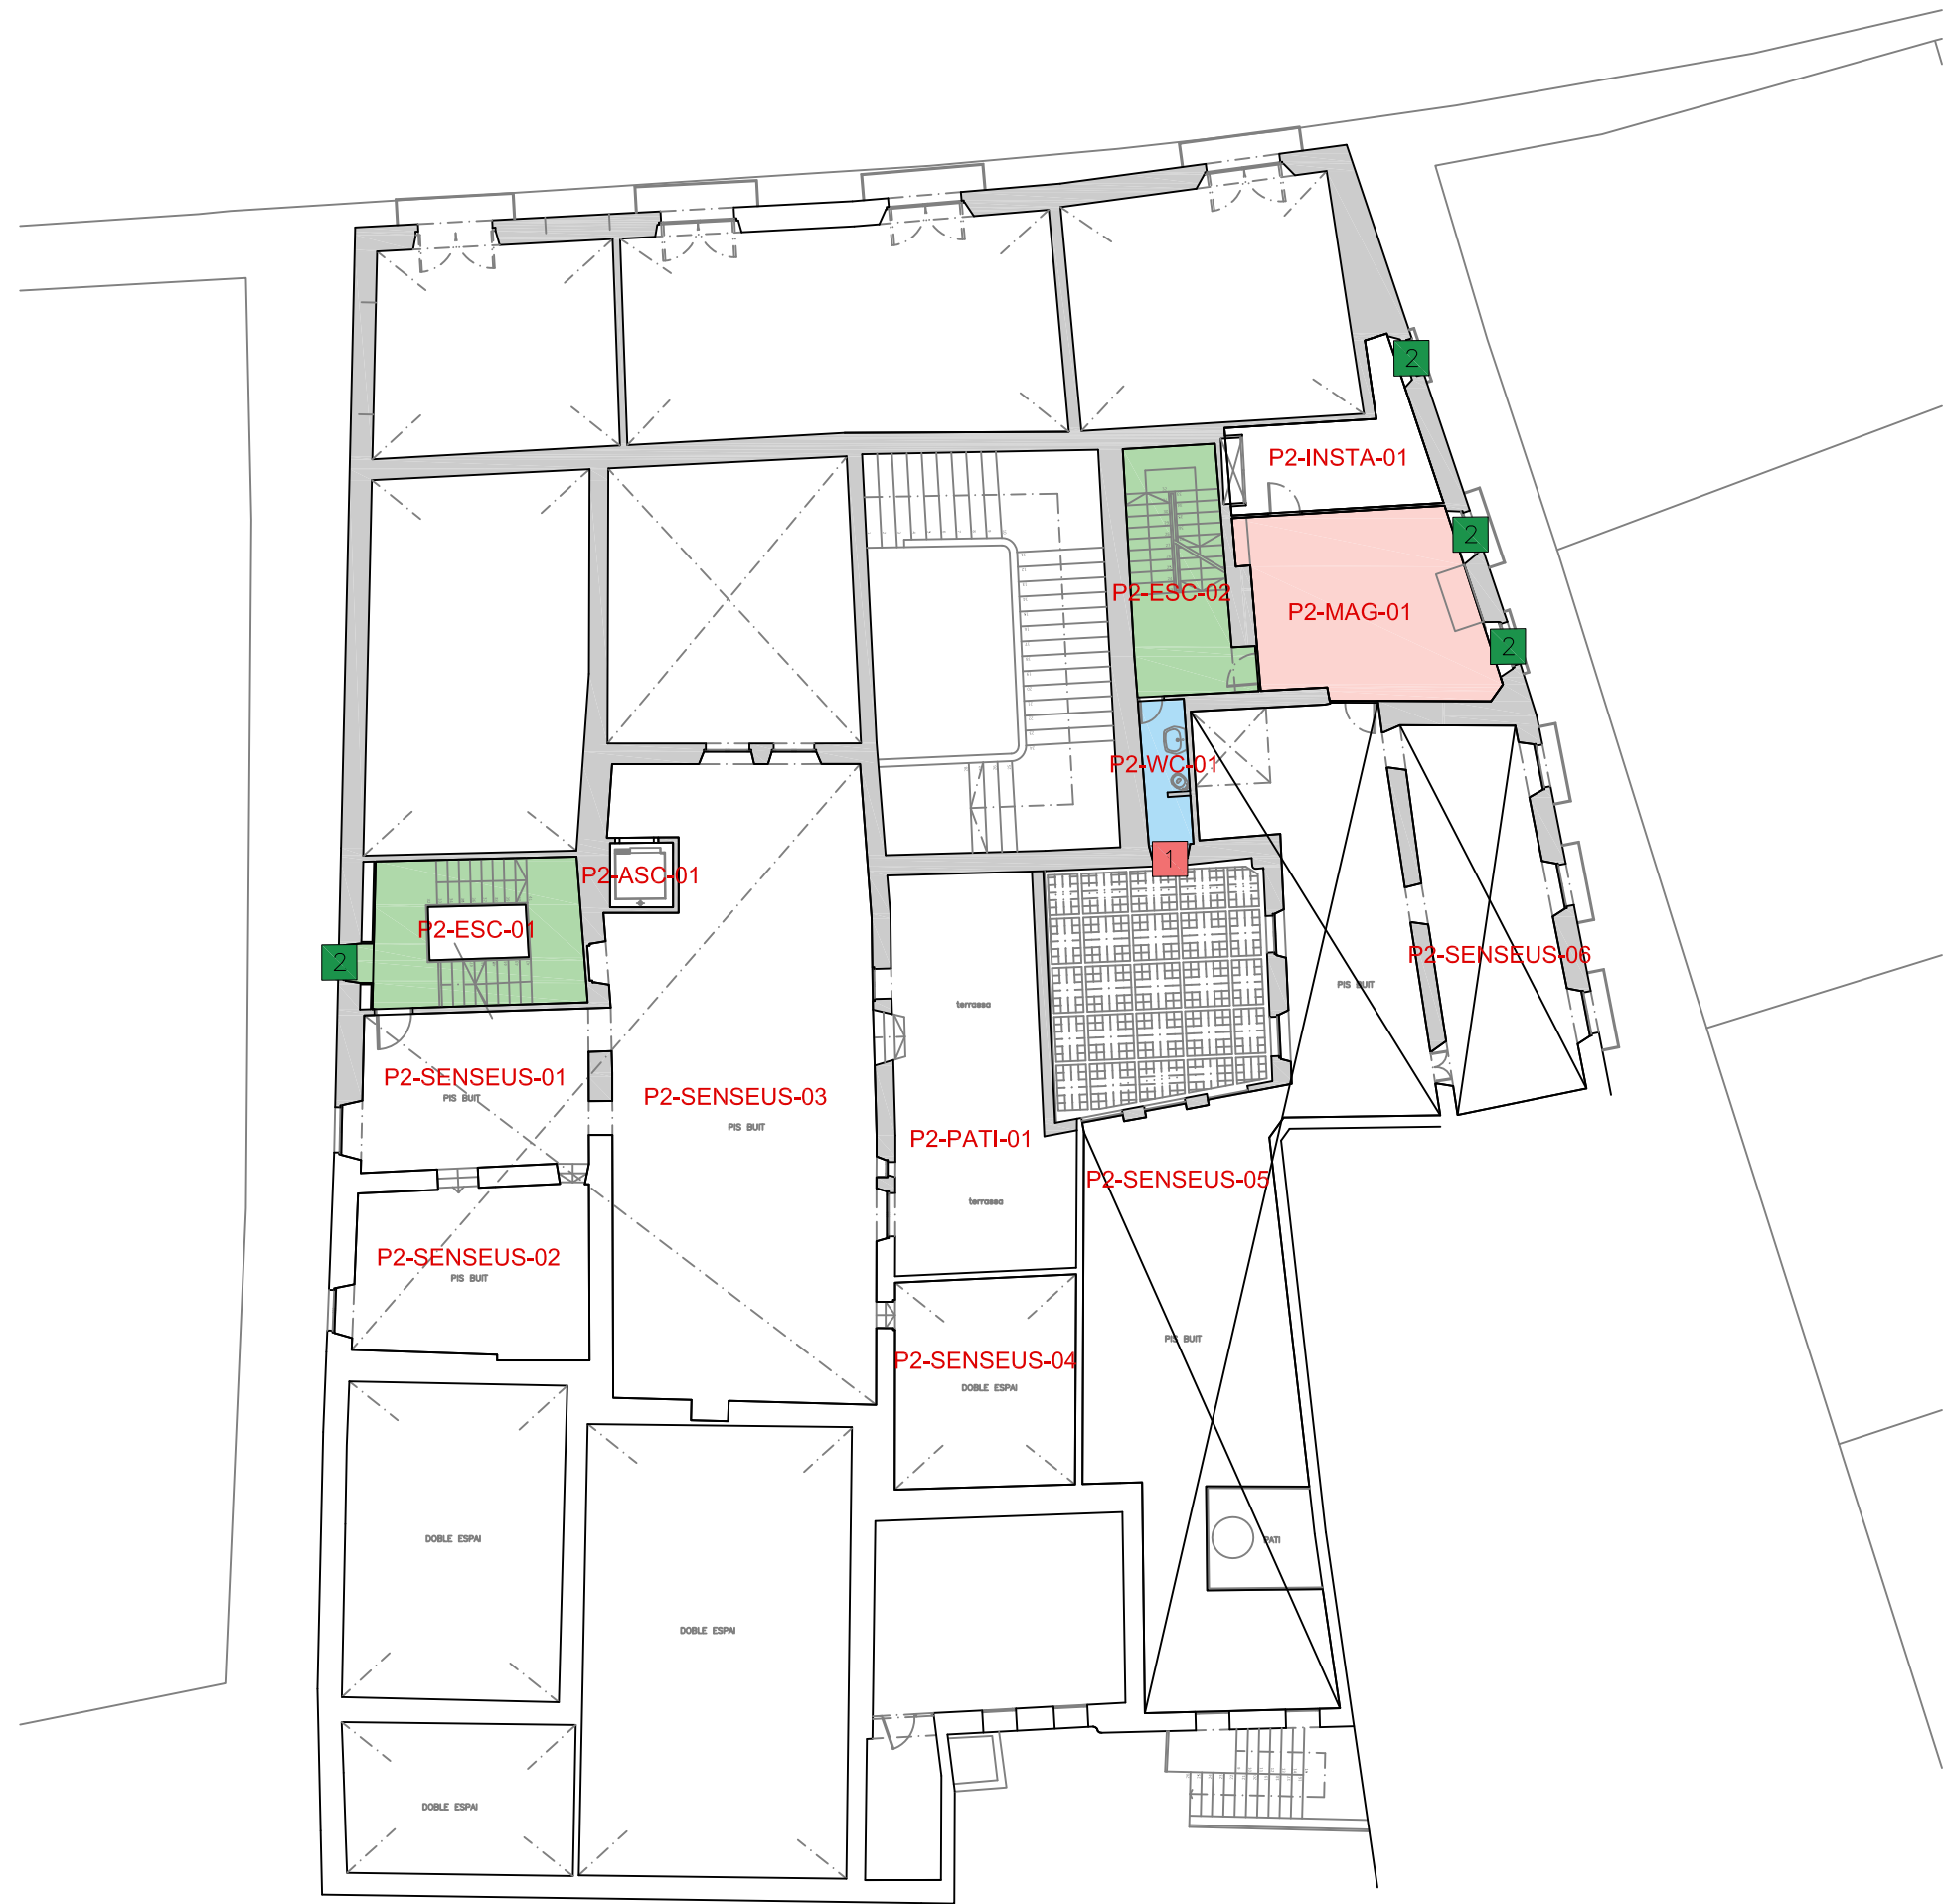 2
P2-INSTA-01
2
P2-ESC-02
P2-MAG-01
2
P2-WC-01
1
P2-ASC-01
P2-ESC-01
2
P2-SENSEUS-06
PIS BUIT
terrassa
P2-SENSEUS-01
PIS BUIT
P2-SENSEUS-03
PIS BUIT
P2-PATI-01
P2-SENSEUS-05
terrassa
P2-SENSEUS-02
PIS BUIT
PIS BUIT
P2-SENSEUS-04
DOBLE ESPAI
DOBLE ESPAI
PATI
DOBLE ESPAI
DOBLE ESPAI